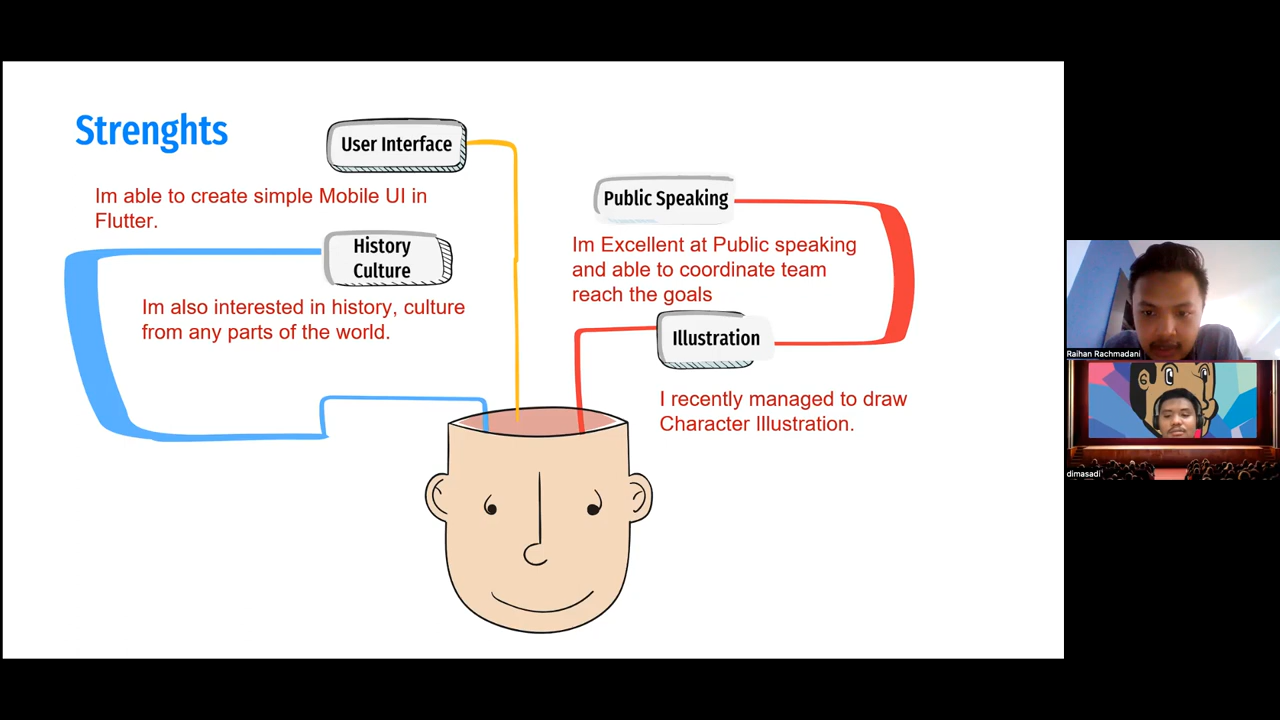 Strenghts
User Interface
Im able to create simple Mobile UI in
Flutter.
History
Culture
Im also interested in history, culture
from any parts of the world.
Public Speaking
Im Excellent at Public speaking
and able to coordinate team
reach the goals
Illustration
I recently managed to draw
Character Illustration.
Raihan Rachmadani
dimasadi